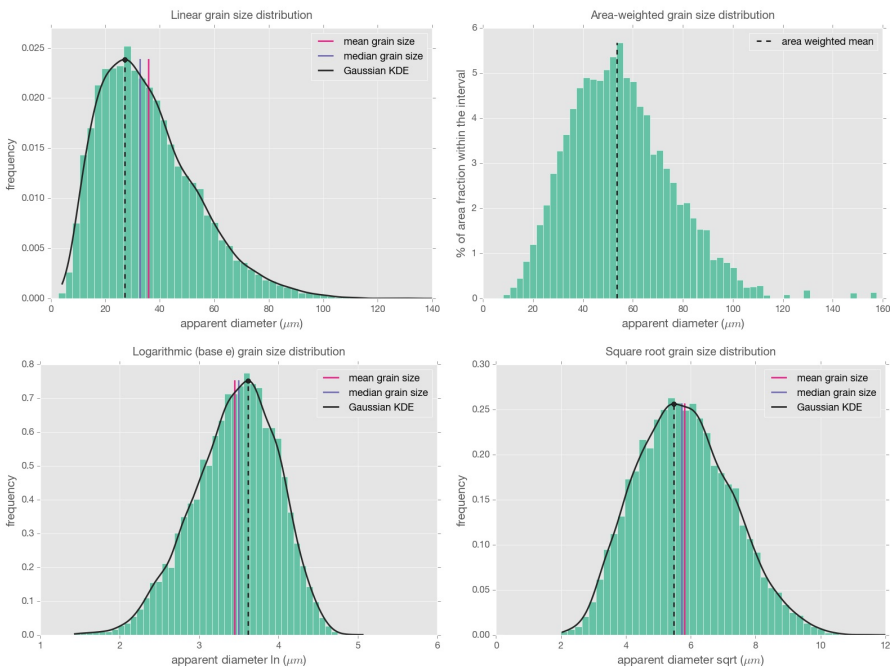 Linear grain size distribution
0.025
0.020
0.015
0.010
0.005
0.000
frequency
mean grain size
median grain size
Gaussian KDE
0 20 40 60 80 100 120 140
apparent diameter (μm)
Area-weighted grain size distribution
6
5
4
3
2
1
0
% of area fraction within the interval
area weighted mean
0 20 40 60 80 100 120 140 160
apparent diameter (μm)
Logarithmic (base e) grain size distribution
0.8
0.7
0.6
0.5
0.4
0.3
0.2
0.1
0.0
frequency
mean grain size
median grain size
Gaussian KDE
1 2 3 4 5 6
apparent diameter ln (μm)
Square root grain size distribution
0.30
0.25
0.20
0.15
0.10
0.05
0.00
frequency
mean grain size
median grain size
Gaussian KDE
0 2 4 6 8 10 12
apparent diameter sqrt (μm)